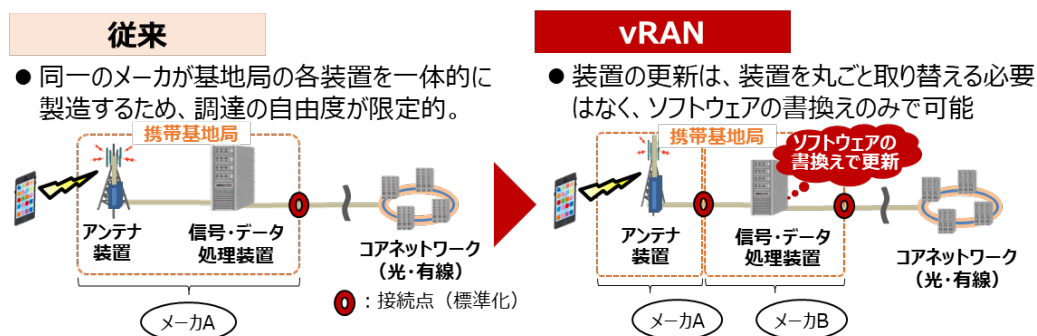 従来
● 同一のメーカが基地局の各装置を一体的に
製造するため、調達の自由度が限定的。
携帯基地局
アンテナ
装置
信号・データ
処理装置
コアネットワーク
(光・有線)
：接続点（標準化）
メーカA
vRAN
● 装置の更新は、装置を丸ごと取り替える必要
はなく、ソフトウェアの書換えのみで可能
携帯基地局
ソフトウェアの
書換えで更新
アンテナ
装置
信号・データ
処理装置
コアネットワーク
(光・有線)
メーカA
メーカB